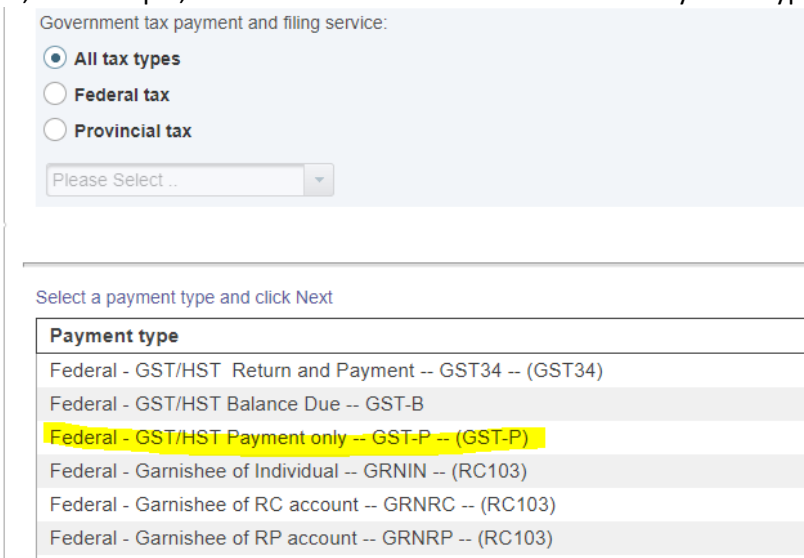 Government tax payment and filing service:
All tax types
Federal tax
Provincial tax
Please Select ..
Select a payment type and click Next
Payment type
Federal - GST/HST  Return and Payment -- GST34 -- (GST34)
Federal - GST/HST Balance Due -- GST-B
Federal - GST/HST Payment only -- GST-P -- (GST-P)
Federal - Garnishee of Individual -- GRNIN -- (RC103)
Federal - Garnishee of RC account -- GRNRC -- (RC103)
Federal - Garnishee of RP account -- GRNRP -- (RC103)